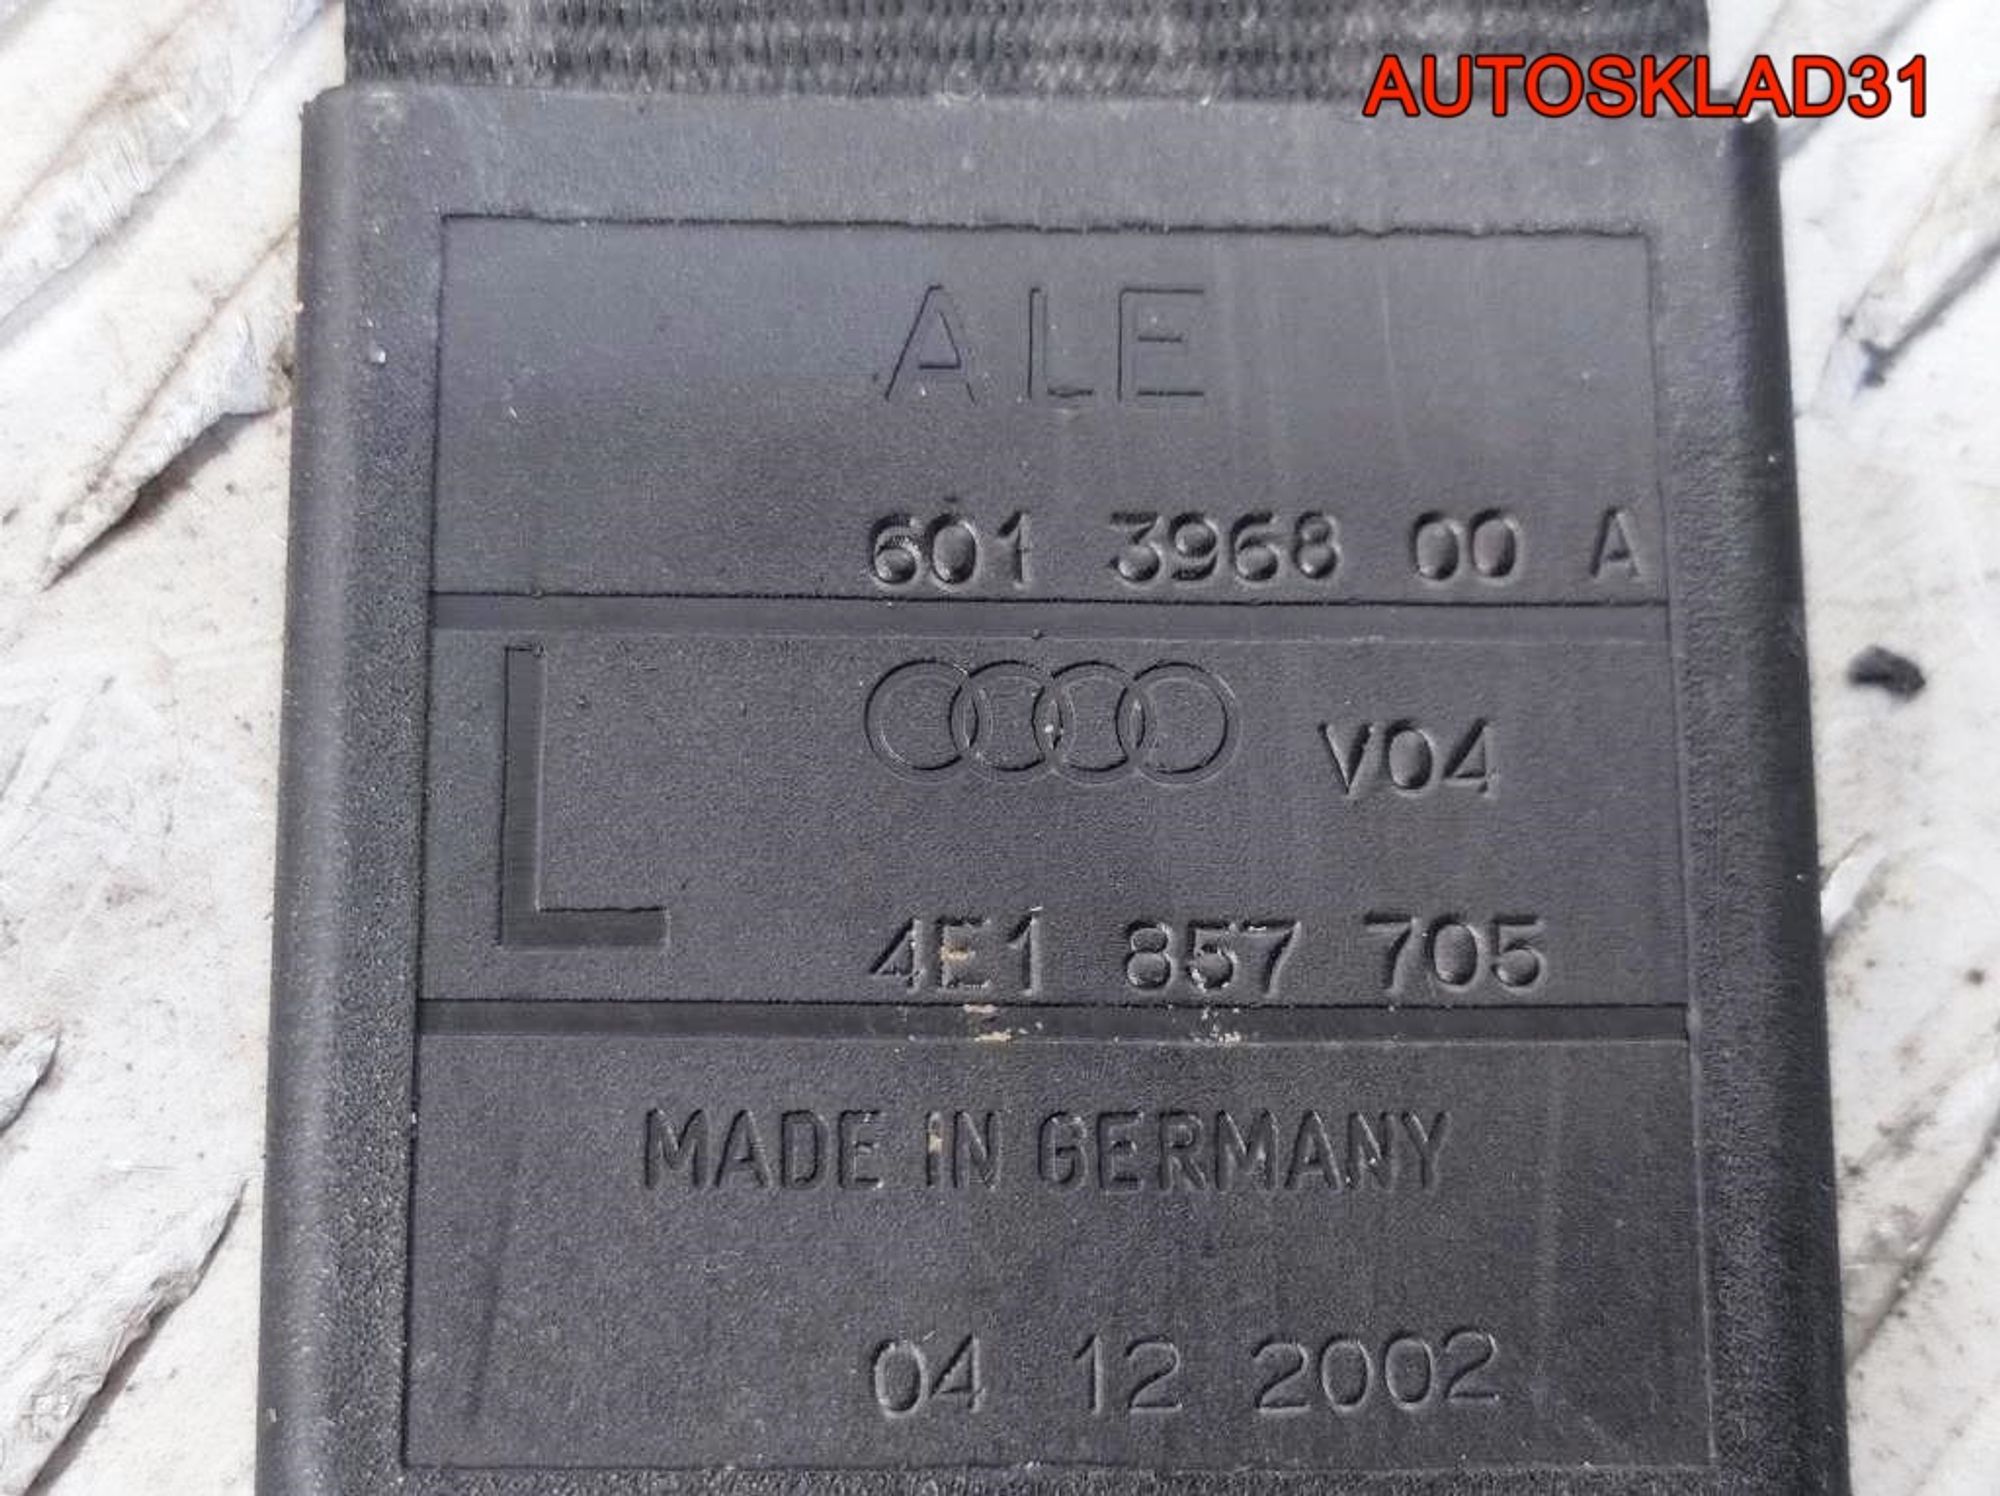 AUTOSKLAD31
ALE
601 3968 00 A
L
V04
4E1 857 705
MADE IN GERMANY
04 12 2002